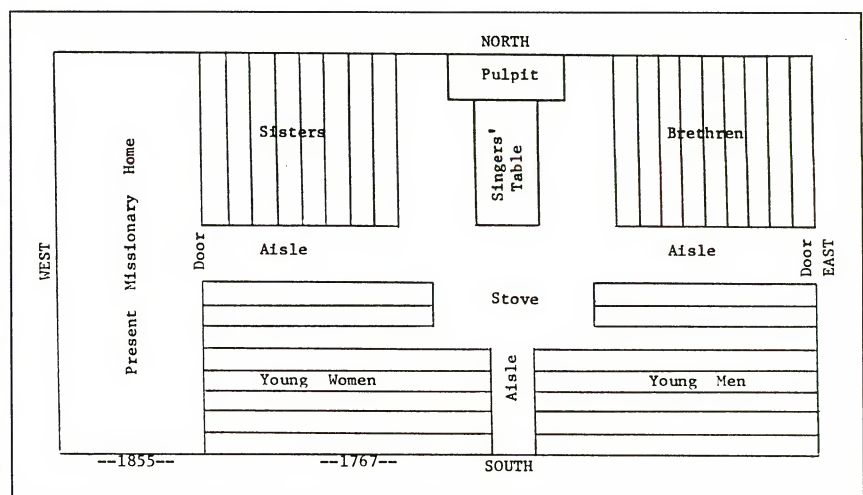 NORTH
Pulpit
Sisters
Singers'
Table
Brethren
WEST
Present Missionary Home
Door
Aisle
Aisle
Door
EAST
Stove
Aisle
Young Women
Young Men
--1855--
--1767--
SOUTH